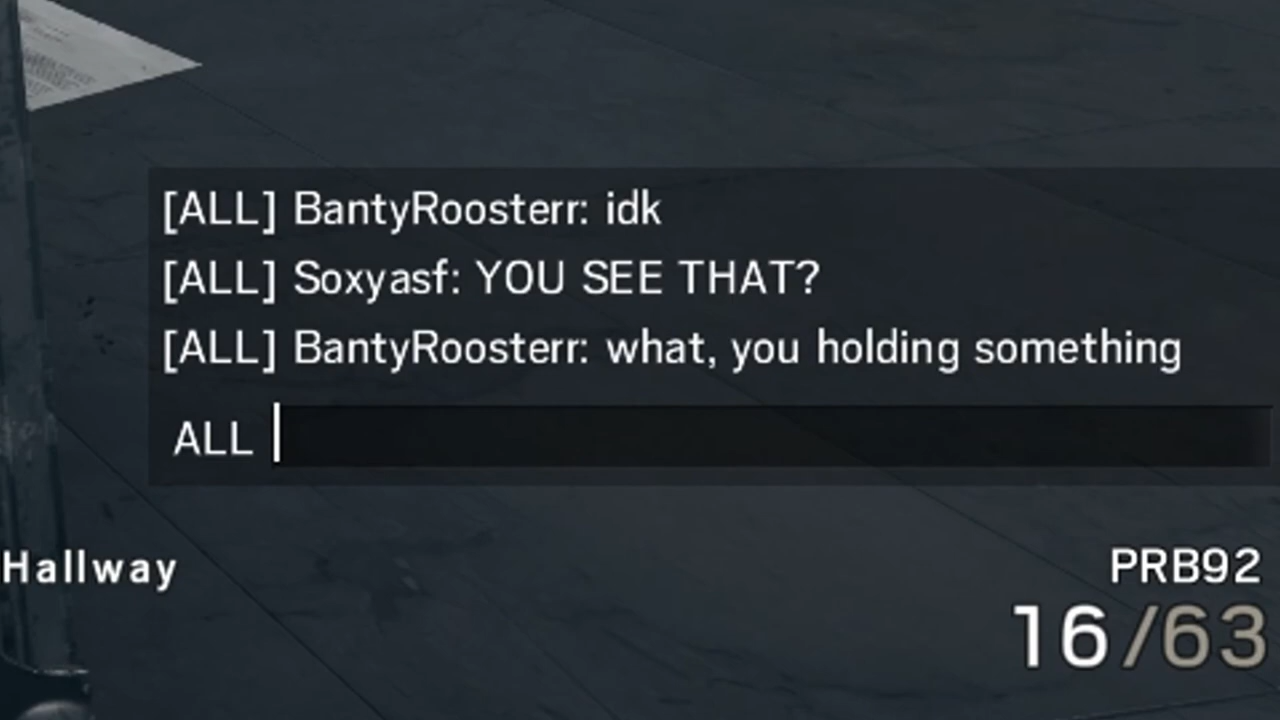 [ALL] BantyRoosterr: idk
[ALL] Soxyasf: YOU SEE THAT?
[ALL] BantyRoosterr: what, you holding something
ALL
Hallway
PRB92
16/63